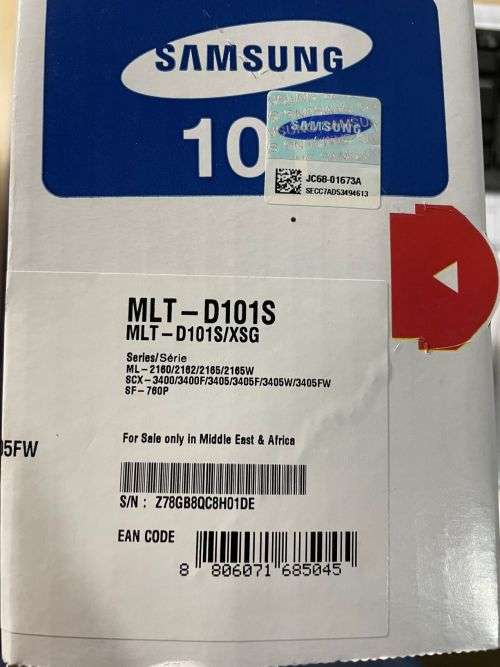 SAMSUNG
10
SAMSUNG
JC68-01673A
SECC7AD53494613
MLT-D101S
MLT-D101S/XSG
Series/Série
ML-2160/2162/2165/2165W
SCX-3400/3400F/3405/3405F/3405W/3405FW
SF-760P
For Sale only in Middle East & Africa
05FW
S/N : Z78GB8QC8H01DE
EAN CODE
8 806071 685045